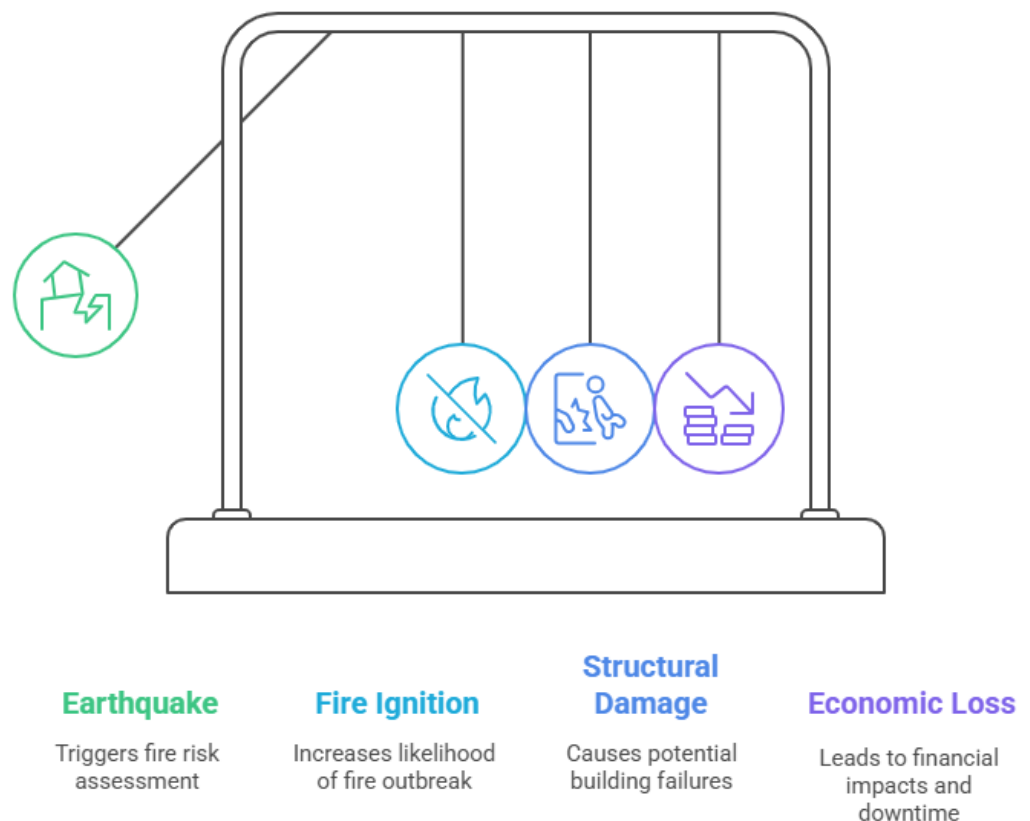 Earthquake
Triggers fire risk
assessment
Fire Ignition
Increases likelihood
of fire outbreak
Structural
Damage
Causes potential
building failures
Economic Loss
Leads to financial
impacts and
downtime